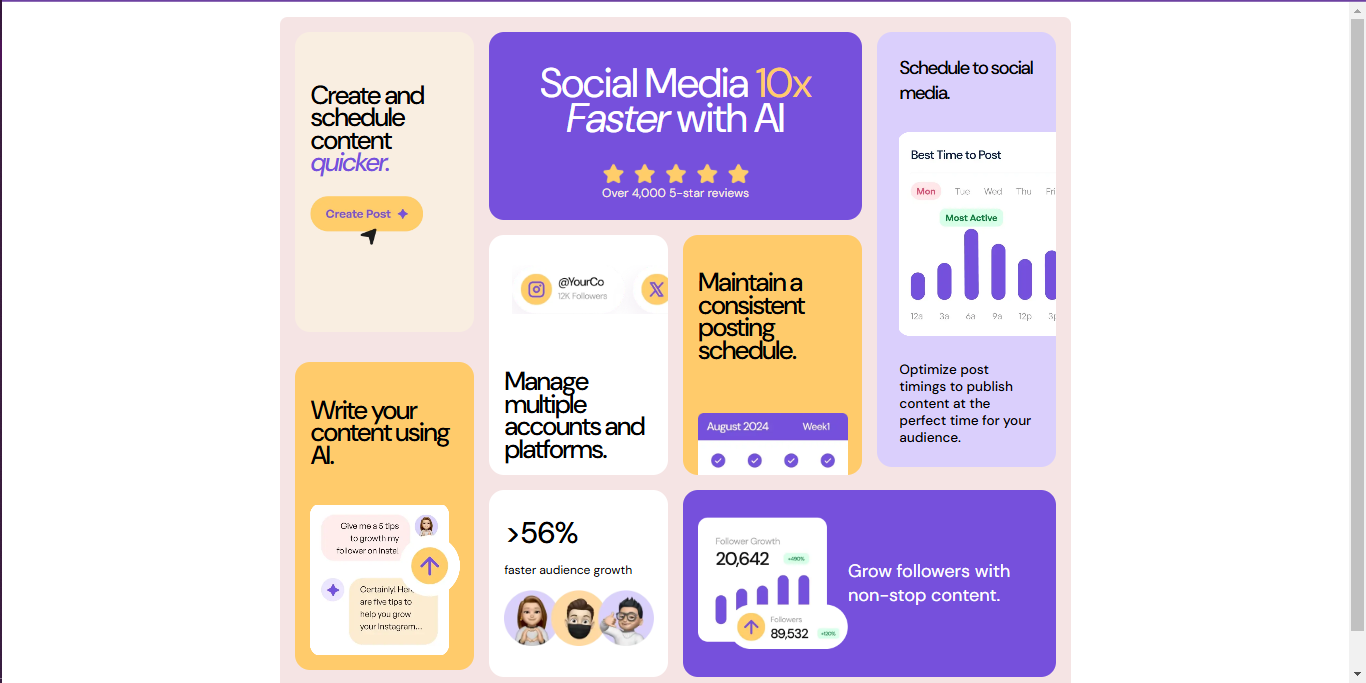 Create and
schedule
content
quicker.
Create Post
Social Media 10x
Faster with AI
Over 4,000 5-star reviews
Schedule to social
media.
Best Time to Post
Mon Tue Wed Thu Fri
Most Active
12a 3a 6a 9a 12p 3p
Optimize post
timings to publish
content at the
perfect time for your
audience.
@YourCo
12K Followers
Manage
multiple
accounts and
platforms.
Maintain a
consistent
posting
schedule.
August 2024 Week1
Write your
content using
AI.
Give me a 5 tips
to growth my
follower on insta!
Certainly! Here
are five tips to
help you grow
your Instagram...
>56%
faster audience growth
Follower Growth
20,642 +490%
Followers
89,532 +120%
Grow followers with
non-stop content.